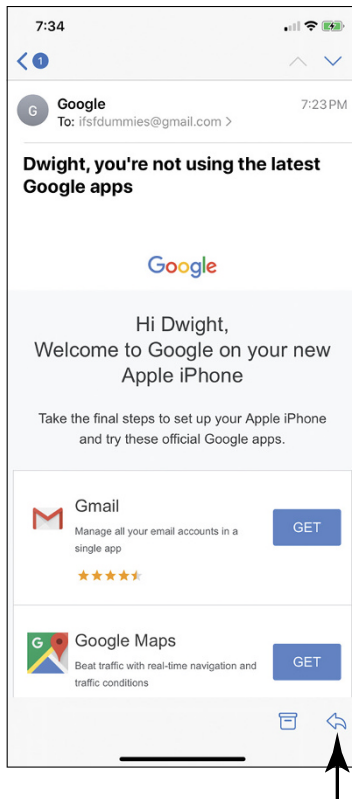 7:34
1
G
Google
7:23 PM
To: ifsfdummies@gmail.com >
Dwight, you're not using the latest
Google apps
Google
Hi Dwight,
Welcome to Google on your new
Apple iPhone
Take the final steps to set up your Apple iPhone
and try these official Google apps.
Gmail
Manage all your email accounts in a
single app
GET
G
Google Maps
Beat traffic with real-time navigation and
traffic conditions
GET